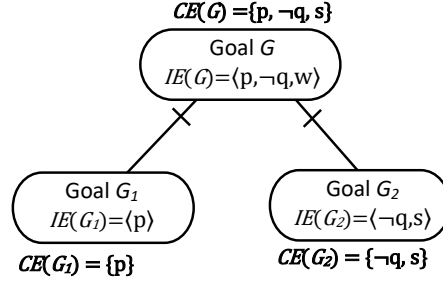 CE(G) ={p, ¬q, s}
Goal G
IE(G)=⟨p,¬q,w⟩
Goal G₁
IE(G₁)=⟨p⟩
Goal G₂
IE(G₂)=⟨¬q,s⟩
CE(G₁) = {p}
CE(G₂) = {¬q, s}